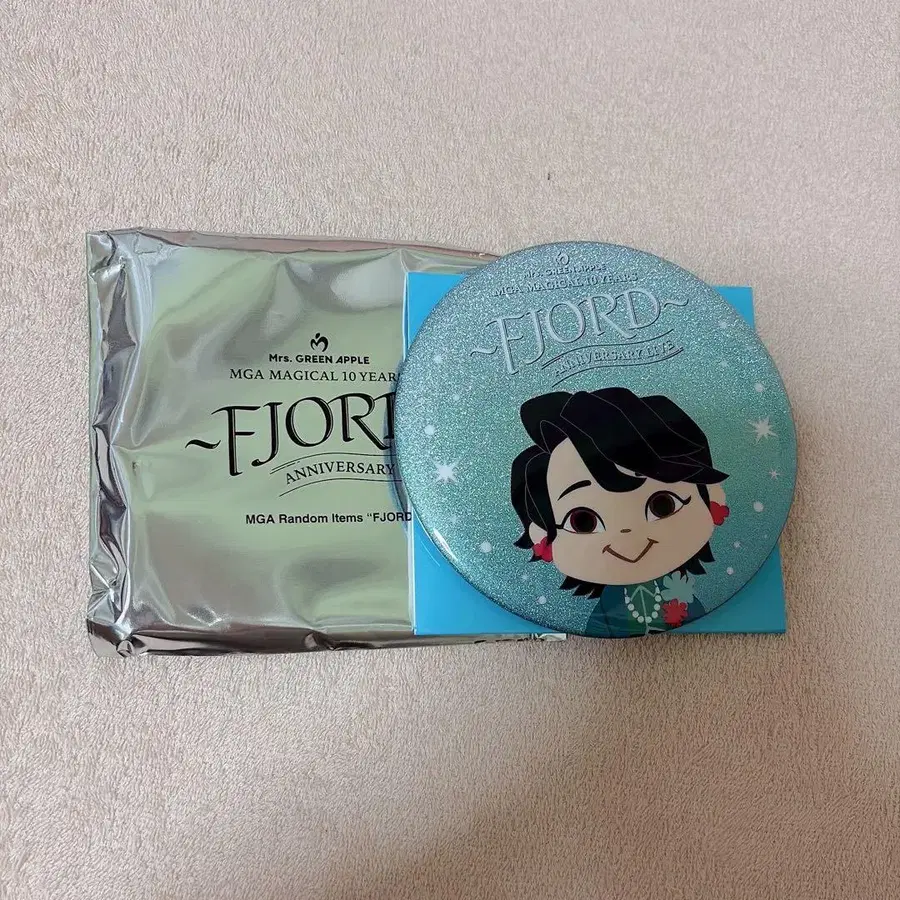 Mrs. GREEN APPLE
MGA MAGICAL 10 YEARS
~FJORD
ANNIVERSARY
MGA Random Items "FJORD
Mrs. GREEN APPLE
MGA MAGICAL 10 YEARS
~FJORD~
ANNIVERSARY LIVE